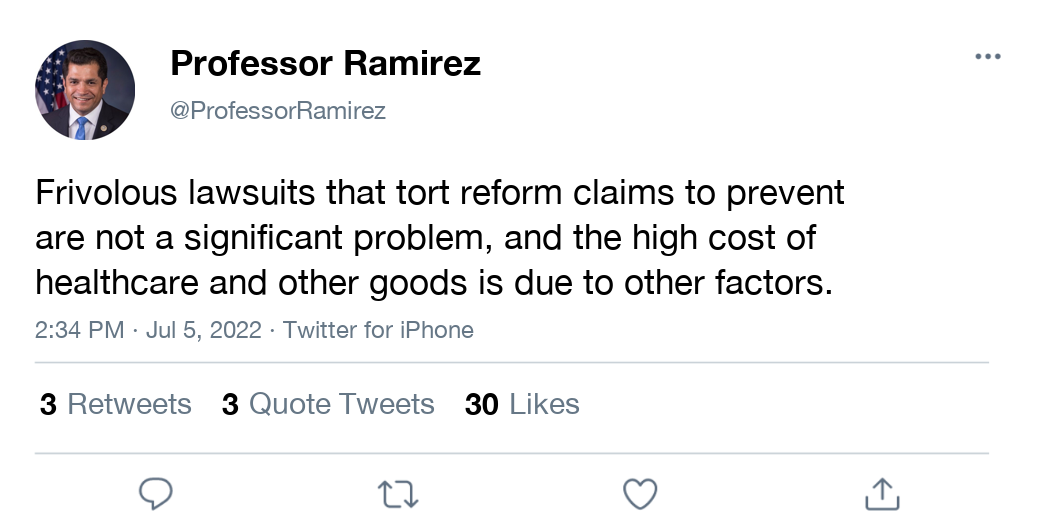 Professor Ramirez
@ProfessorRamirez
Frivolous lawsuits that tort reform claims to prevent
are not a significant problem, and the high cost of
healthcare and other goods is due to other factors.
2:34 PM · Jul 5, 2022 · Twitter for iPhone
3 Retweets 3 Quote Tweets 30 Likes